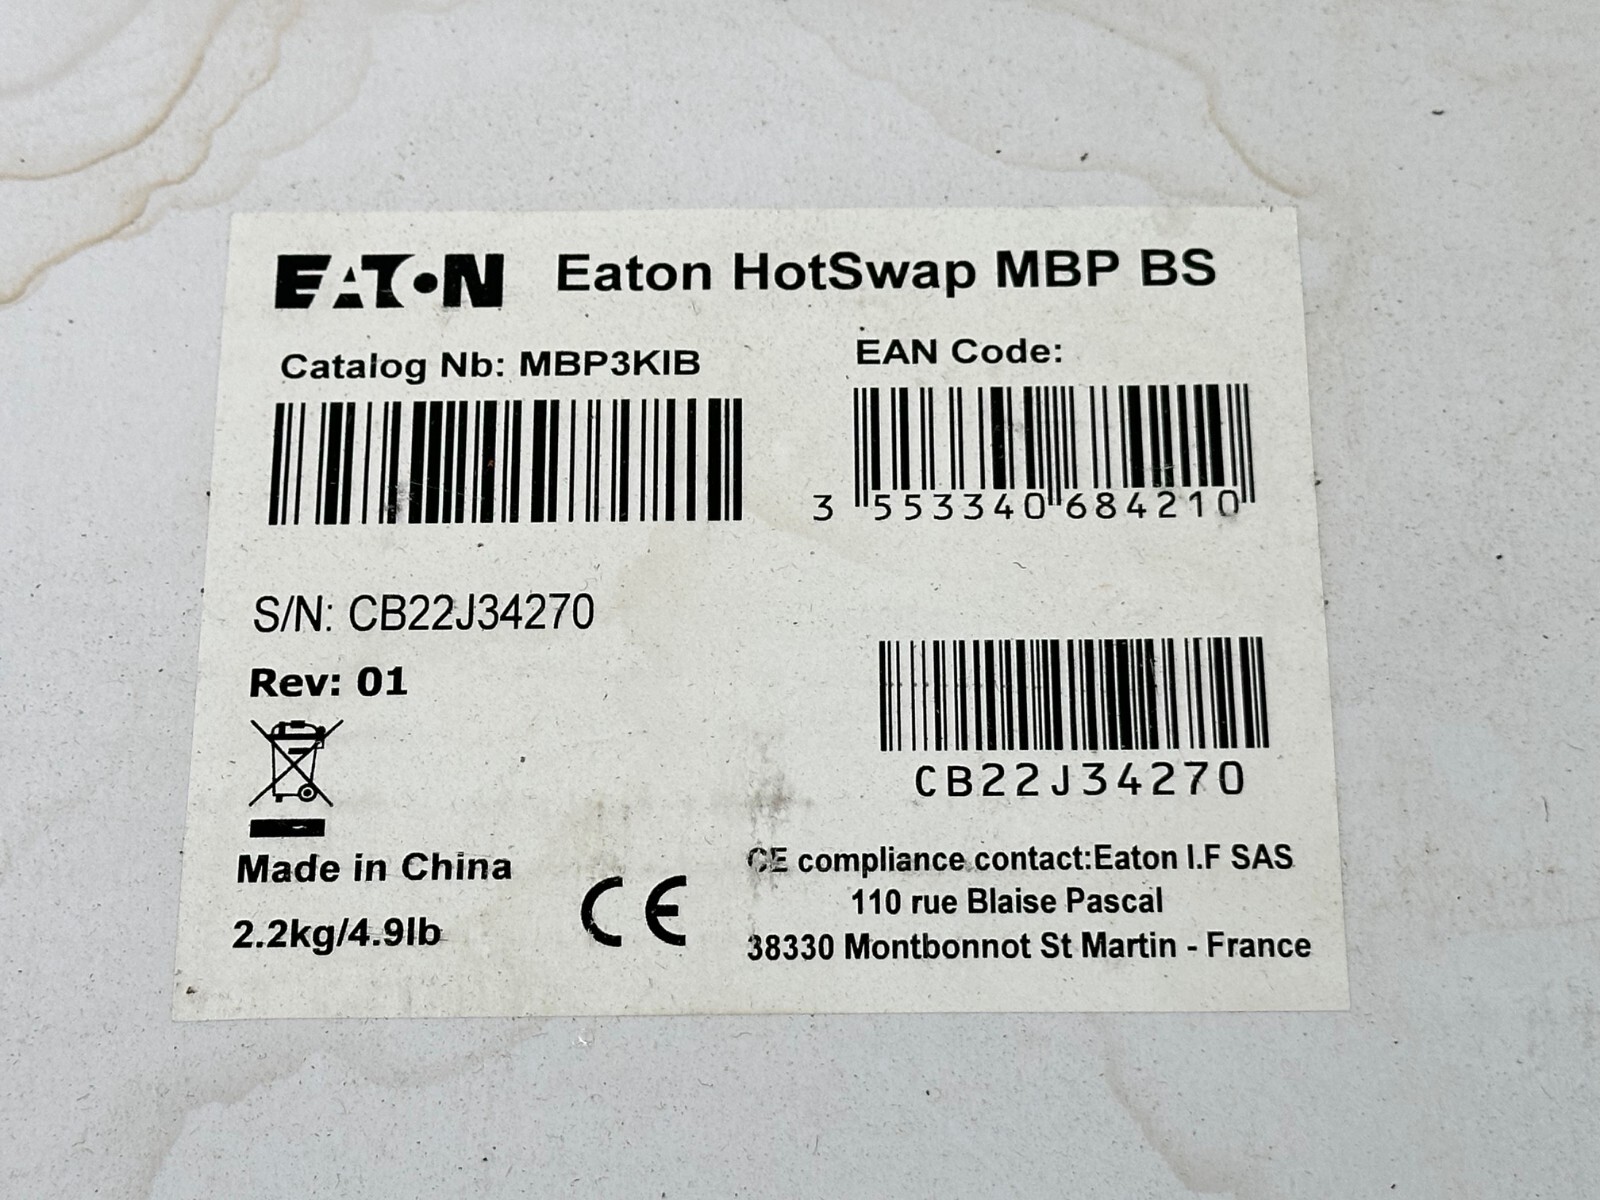 EATON Eaton HotSwap MBP BS
Catalog Nb: MBP3KIB
EAN Code:
3 553340 684210
S/N: CB22J34270
Rev: 01
CB22J34270
Made in China
2.2kg/4.9lb
CE
CE compliance contact:Eaton I.F SAS
110 rue Blaise Pascal
38330 Montbonnot St Martin - France